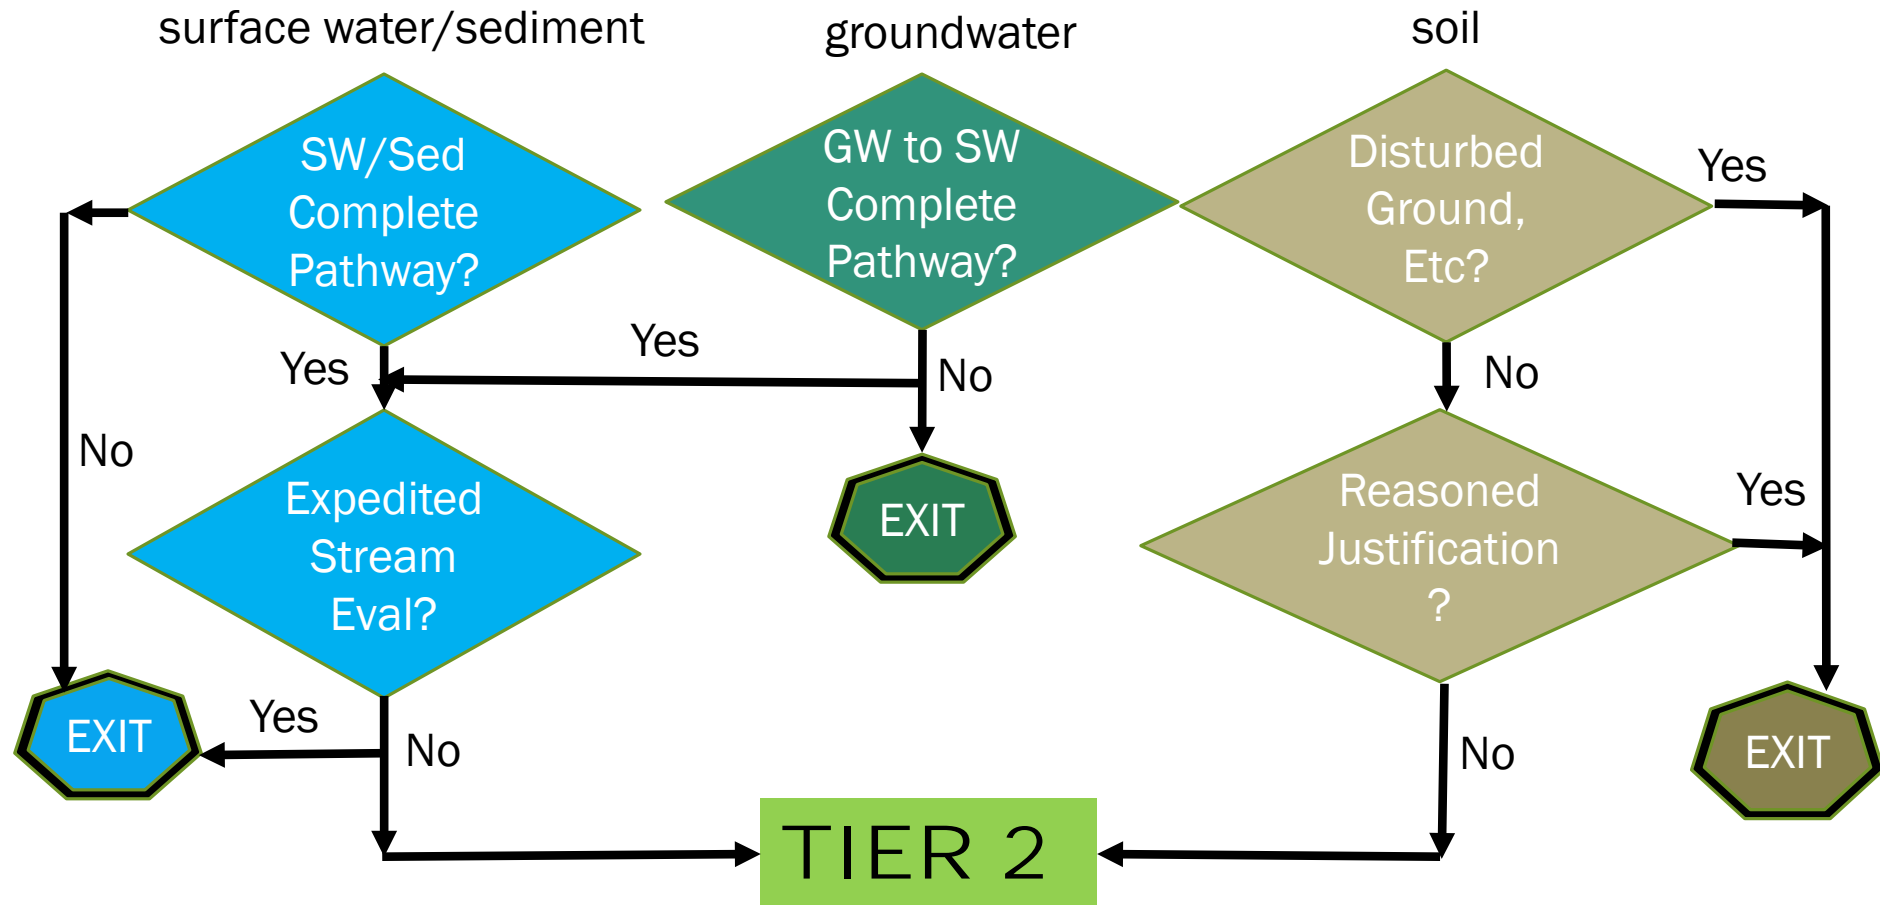 surface water/sediment
groundwater
soil
SW/Sed
Complete
Pathway?
GW to SW
Complete
Pathway?
Disturbed
Ground,
Etc?
Yes
Yes
Yes
No
No
No
Expedited
Stream
Eval?
EXIT
Reasoned
Justification
?
Yes
EXIT
Yes
No
No
EXIT
TIER 2